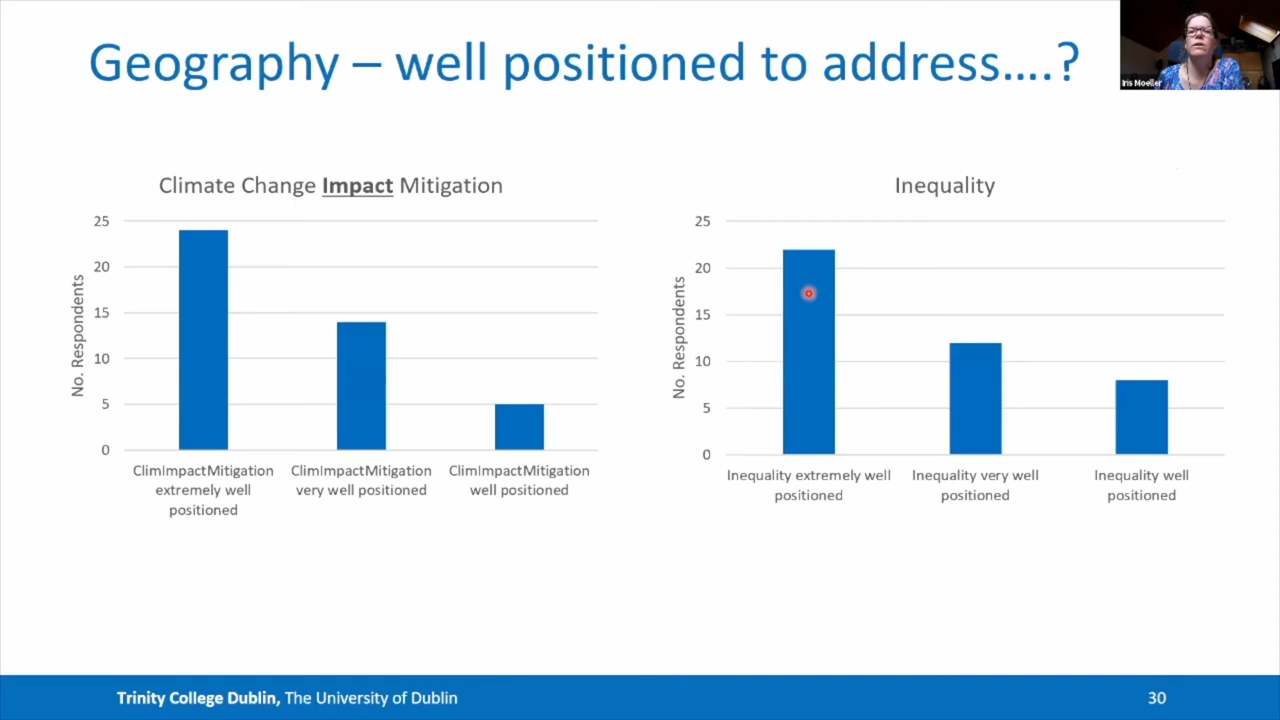 Geography – well positioned to address….?
Iris Moeller
Climate Change Impact Mitigation
No. Respondents
25
20
15
10
5
0
ClimImpactMitigation
extremely well
positioned
ClimImpactMitigation
very well positioned
ClimImpactMitigation
well positioned
Inequality
No. Respondents
25
20
15
10
5
0
Inequality extremely well
positioned
Inequality very well
positioned
Inequality well
positioned
Trinity College Dublin, The University of Dublin
30